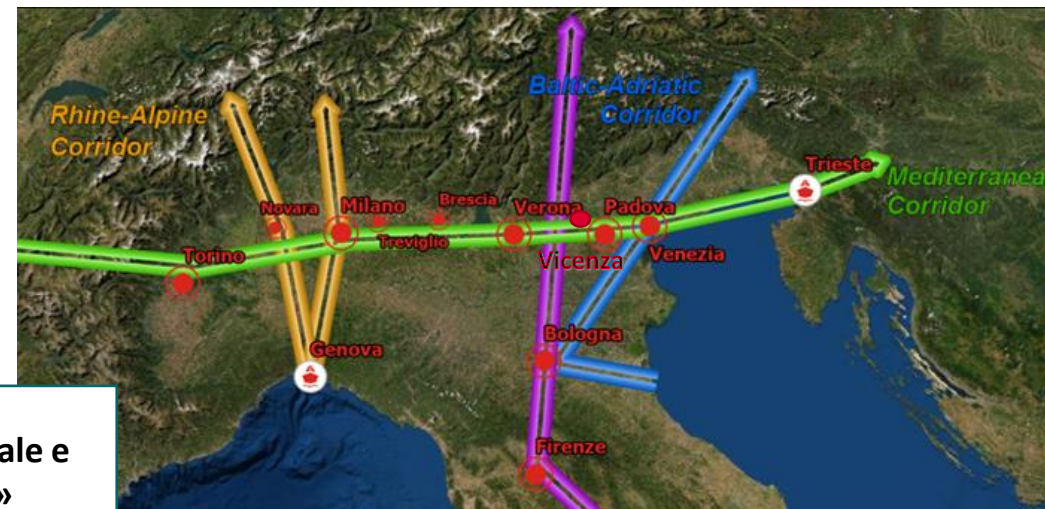 Baltic-Adriatic
Corridor
Rhine-Alpine
Corridor
Trieste
Mediterranea
Corridor
Brescia
Novara
Milano
Verona
Padova
Treviglio
Torino
Vicenza
Venezia
Bologna
Genova
Firenze
ale e
»